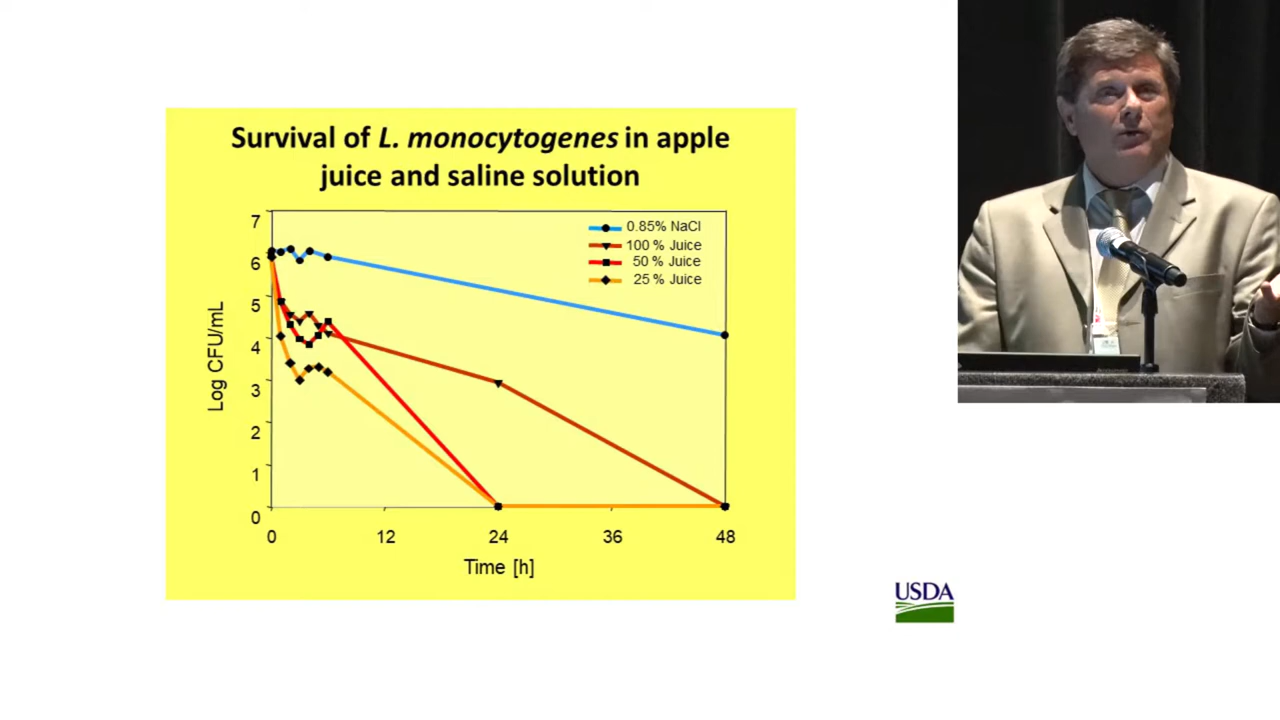 Survival of L. monocytogenes in apple
juice and saline solution
7
6
5
4
3
2
1
0
Log CFU/mL
0.85% NaCl
100 % Juice
50 % Juice
25 % Juice
0
12
24
36
48
Time [h]
USDA